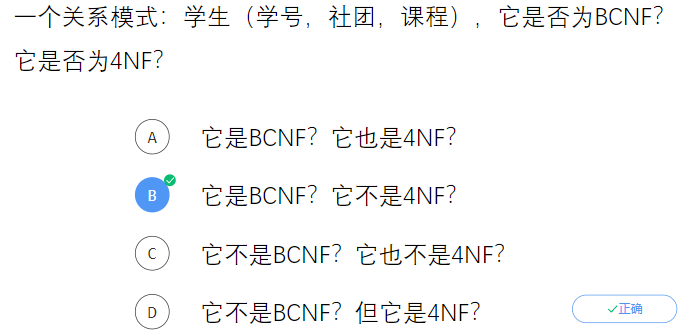 一个关系模式：学生（学号，社团，课程），它是否为BCNF？
它是否为4NF？
A 它是BCNF？它也是4NF？
B 它是BCNF？它不是4NF？
C 它不是BCNF？它也不是4NF？
D 它不是BCNF？但它是4NF？
正确